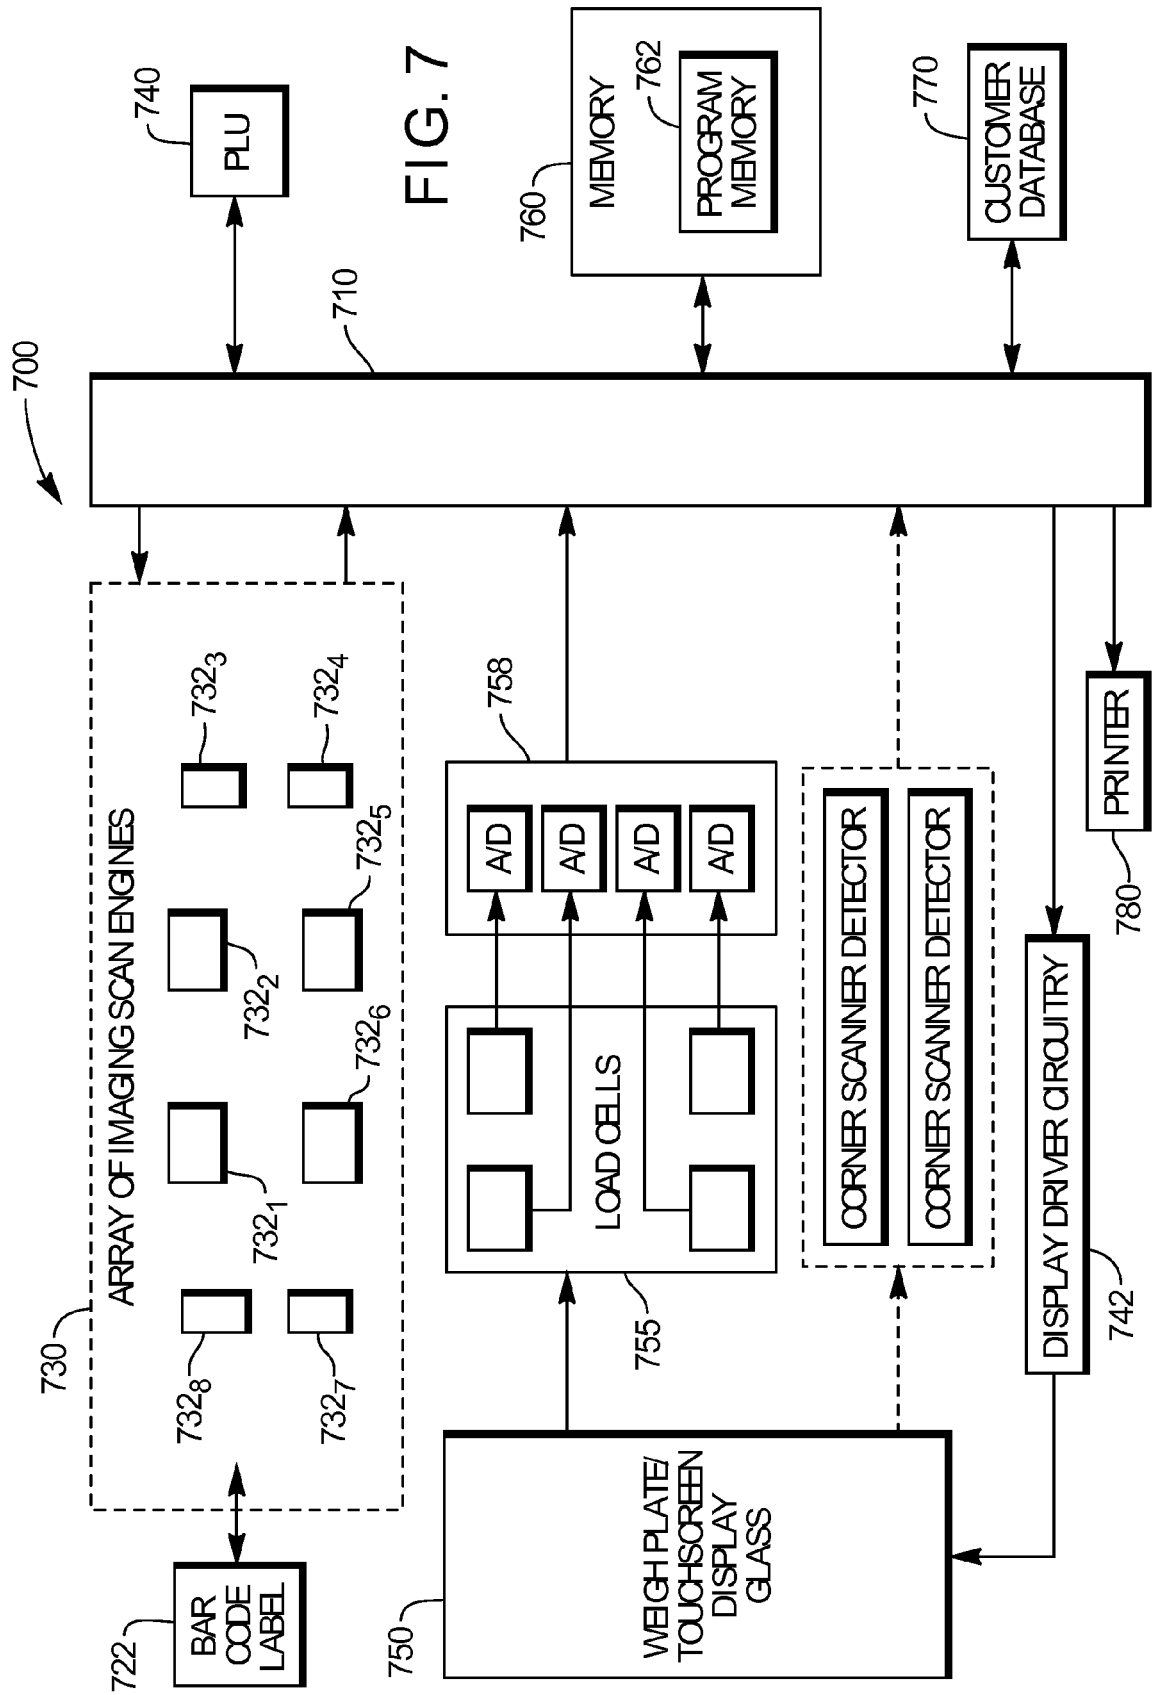 FIG. 7
700
730
ARRAY OF IMAGING SCAN ENGINES
732₈
732₁
732₂
732₃
732₇
732₆
732₅
732₄
722
BAR
CODE
LABEL
740
PLU
710
750
WEIGH PLATE/
TOUCHSCREEN
DISPLAY
GLASS
755
LOAD CELLS
758
A/D
A/D
A/D
A/D
760
MEMORY
762
PROGRAM
MEMORY
CORNER SCANNER DETECTOR
CORNER SCANNER DETECTOR
770
CUSTOMER
DATABASE
DISPLAY DRIVER CIRCUITRY
742
PRINTER
780